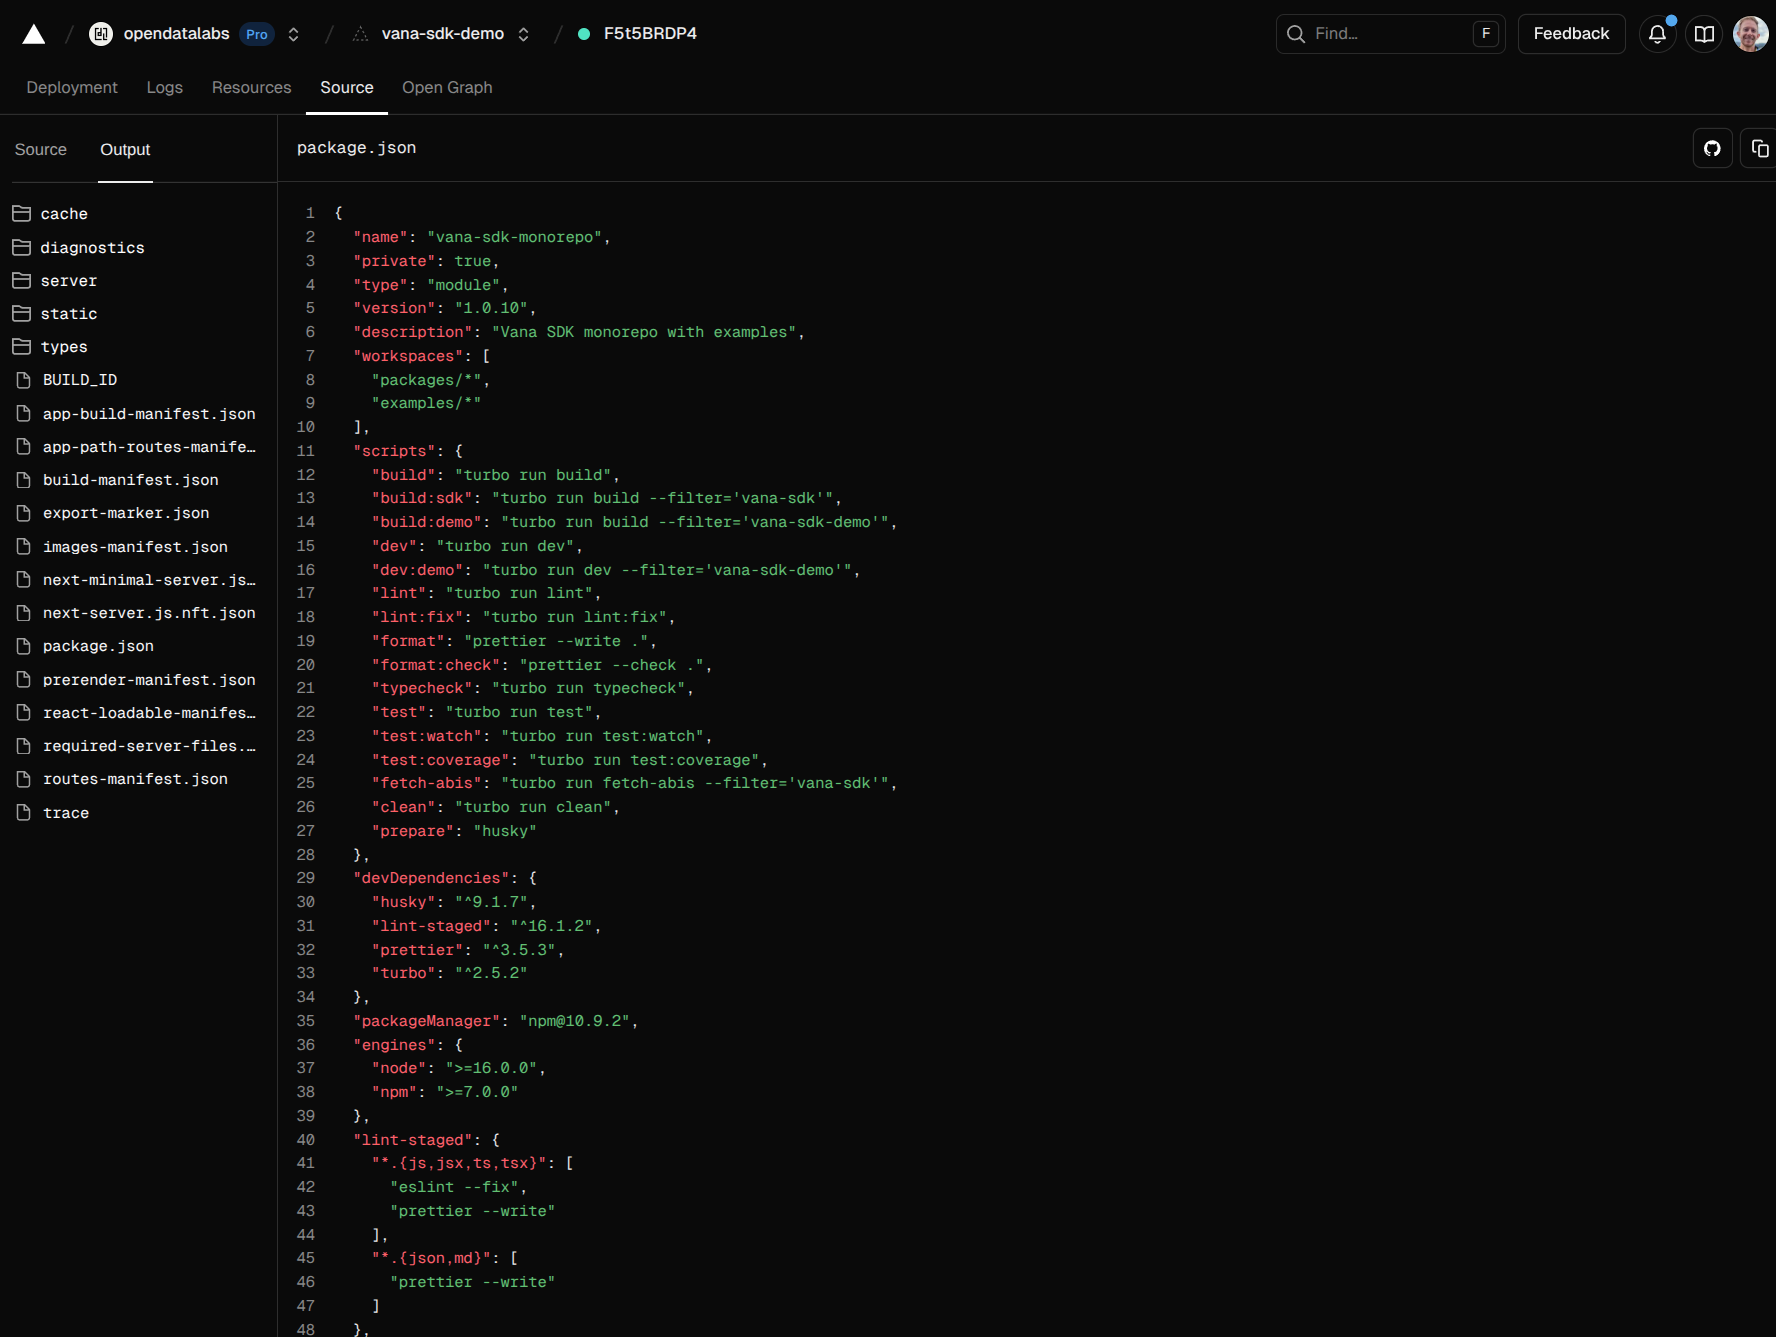 opendatalabs Pro vana-sdk-demo F5t5BRDP4 Find... F Feedback
Deployment Logs Resources Source Open Graph
Source Output
package.json
cache
diagnostics
server
static
types
BUILD_ID
app-build-manifest.json
app-path-routes-manife…
build-manifest.json
export-marker.json
images-manifest.json
next-minimal-server.js…
next-server.js.nft.json
package.json
prerender-manifest.json
react-loadable-manifes…
required-server-files.…
routes-manifest.json
trace
1 {
2   "name": "vana-sdk-monorepo",
3   "private": true,
4   "type": "module",
5   "version": "1.0.10",
6   "description": "Vana SDK monorepo with examples",
7   "workspaces": [
8     "packages/*",
9     "examples/*"
10   ],
11   "scripts": {
12     "build": "turbo run build",
13     "build:sdk": "turbo run build --filter='vana-sdk'",
14     "build:demo": "turbo run build --filter='vana-sdk-demo'",
15     "dev": "turbo run dev",
16     "dev:demo": "turbo run dev --filter='vana-sdk-demo'",
17     "lint": "turbo run lint",
18     "lint:fix": "turbo run lint:fix",
19     "format": "prettier --write .",
20     "format:check": "prettier --check .",
21     "typecheck": "turbo run typecheck",
22     "test": "turbo run test",
23     "test:watch": "turbo run test:watch",
24     "test:coverage": "turbo run test:coverage",
25     "fetch-abis": "turbo run fetch-abis --filter='vana-sdk'",
26     "clean": "turbo run clean",
27     "prepare": "husky"
28   },
29   "devDependencies": {
30     "husky": "^9.1.7",
31     "lint-staged": "^16.1.2",
32     "prettier": "^3.5.3",
33     "turbo": "^2.5.2"
34   },
35   "packageManager": "npm@10.9.2",
36   "engines": {
37     "node": ">=16.0.0",
38     "npm": ">=7.0.0"
39   },
40   "lint-staged": {
41     "*.{js,jsx,ts,tsx}": [
42       "eslint --fix",
43       "prettier --write"
44     ],
45     "*.{json,md}": [
46       "prettier --write"
47     ]
48   },